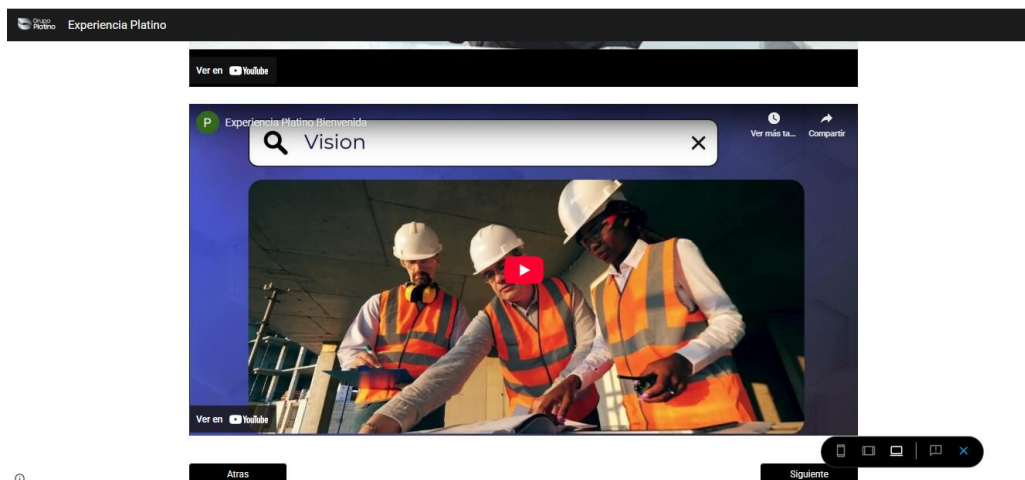 Grupo Platino
Experiencia Platino
Ver en YouTube
P
Experiencia Platino Bienvenida
Ver más ta...
Compartir
Vision
Ver en YouTube
Atras
Siguiente